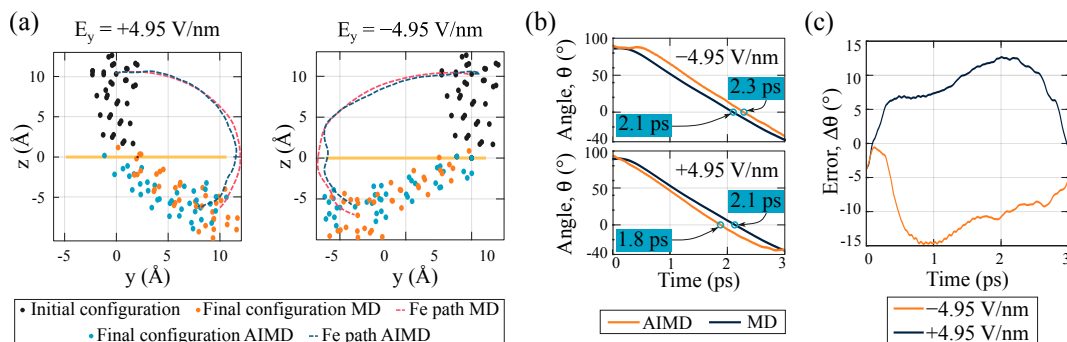 (a)
E_y = +4.95 V/nm
E_y = −4.95 V/nm
z (Å)
10
5
0
-5
-5 0 5 10
y (Å)
z (Å)
10
5
0
-5
-5 0 5 10
y (Å)
Initial configuration
Final configuration MD
Fe path MD
Final configuration AIMD
Fe path AIMD
(b)
Angle, θ (°)
100
50
0
-40
−4.95 V/nm
2.3 ps
2.1 ps
Angle, θ (°)
100
50
0
-40
+4.95 V/nm
2.1 ps
1.8 ps
0 1 2 3
Time (ps)
AIMD
MD
(c)
Error, Δθ (°)
15
10
5
0
-5
-10
-15
0 1 2 3
Time (ps)
−4.95 V/nm
+4.95 V/nm